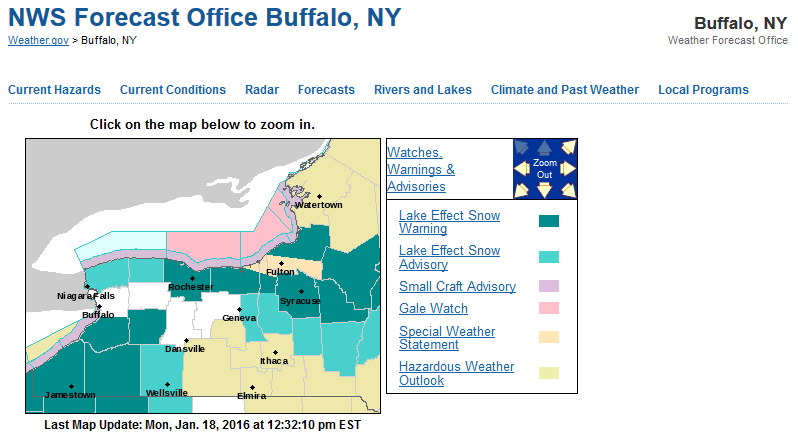 NWS Forecast Office Buffalo, NY
Weather.gov > Buffalo, NY
Buffalo, NY
Weather Forecast Office
Current Hazards Current Conditions Radar Forecasts Rivers and Lakes Climate and Past Weather Local Programs
Click on the map below to zoom in.
Watertown
Fulton
Rochester
Niagara Falls
Syracuse
Buffalo
Geneva
Dansville
Ithaca
Jamestown
Wellsville
Elmira
Last Map Update: Mon, Jan. 18, 2016 at 12:32:10 pm EST
Watches,
Warnings &
Advisories
Zoom
Out
Lake Effect Snow
Warning
Lake Effect Snow
Advisory
Small Craft Advisory
Gale Watch
Special Weather
Statement
Hazardous Weather
Outlook